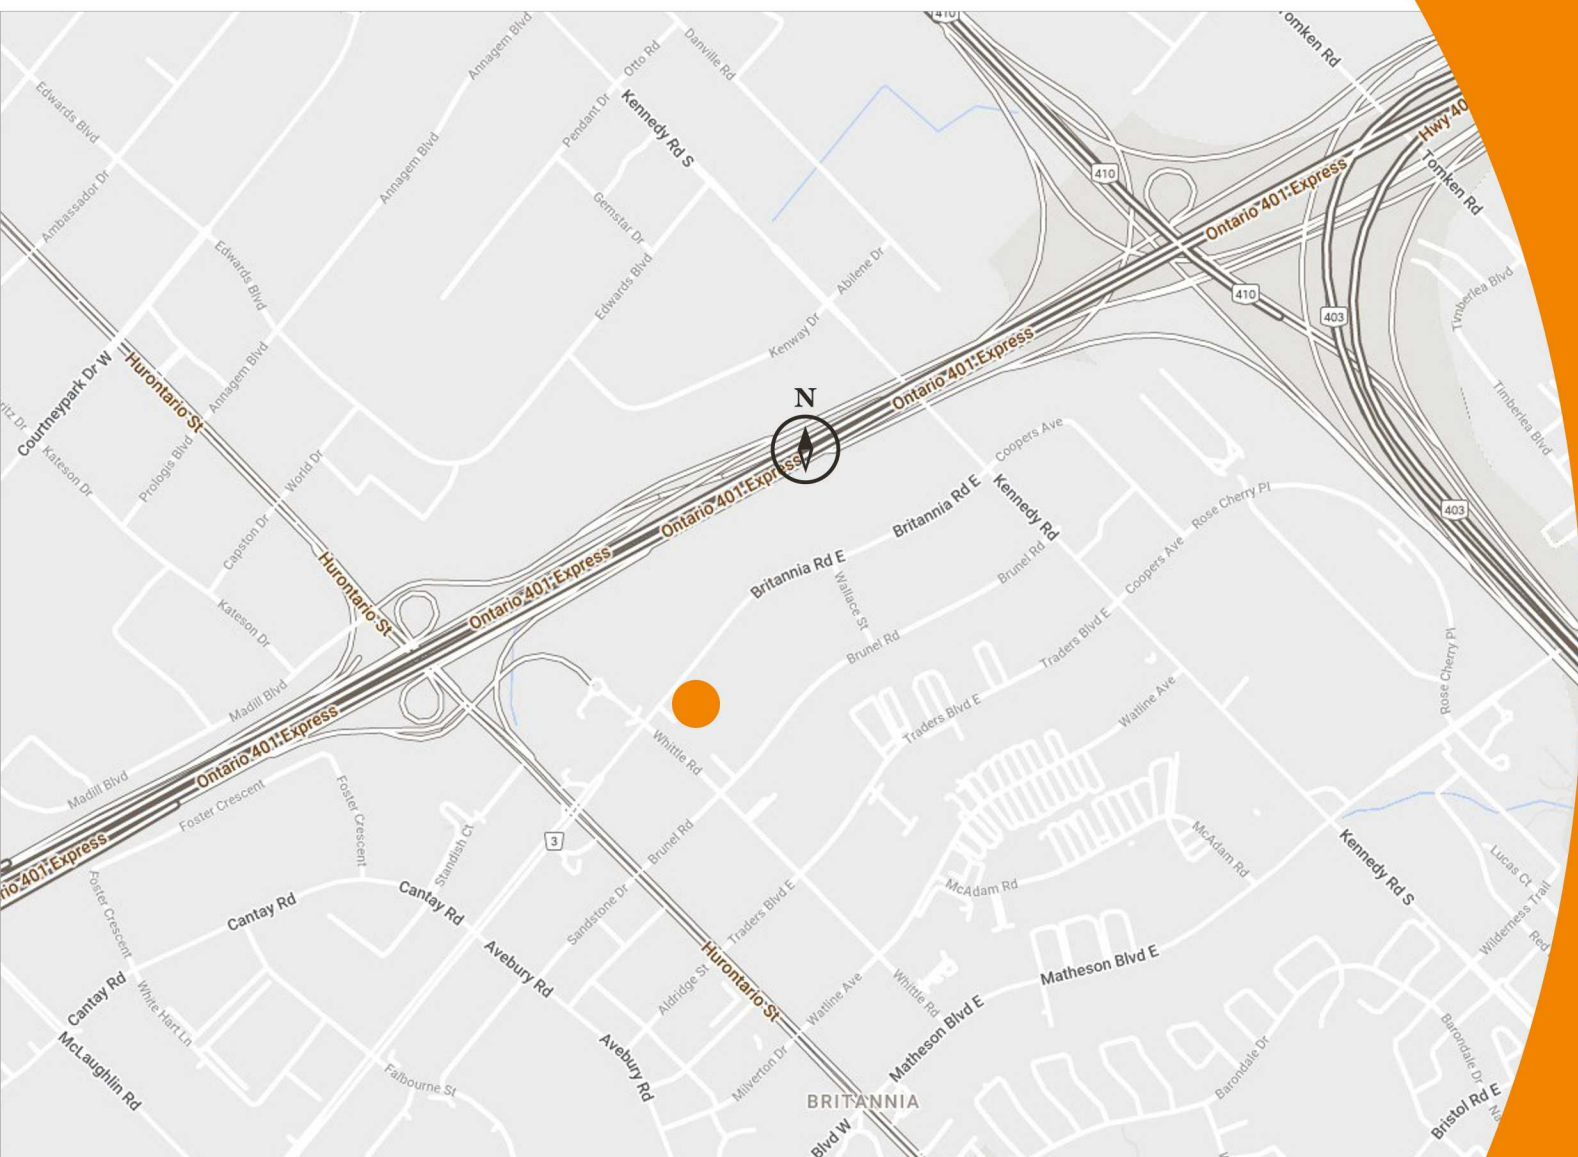 410
Tomken Rd
Annagem Blvd
Otto Rd
Danville Rd
Edwards Blvd
Pendant Dr
Kennedy Rd S
Hwy 40
Annagem Blvd
410
Tomken Rd
Ontario 401 Express
Ambassador Dr
Gemstar Dr
Edwards Blvd
Edwards Blvd
Abilene Dr
410
403
Timberlea Blvd
Kenway Dr
Courtneypark Dr W
Hurontario St
Annagem Blvd
Ontario 401 Express
N
Timberlea Blvd
itz Dr
Kateson Dr
Prologis Blvd
World Dr
Coopers Ave
Ontario 401 Express
Britannia Rd E
Kennedy Rd
Rose Cherry Pl
403
Capston Dr
Hurontario St
Ontario 401 Express
Britannia Rd E
Wallace St
Brunel Rd
Coopers Ave
Kateson Dr
Brunel Rd
Traders Blvd E
Rose Cherry Pl
Madill Blvd
Ontario 401 Express
Whittle Rd
Traders Blvd E
Watline Ave
Madill Blvd
Foster Crescent
Foster Crescent
3
Standish Ct
Brunel Rd
McAdam Rd
Kennedy Rd S
Lucas Ct
rio 401 Express
Foster Crescent
Cantay Rd
Cantay Rd
Sandstone Dr
Traders Blvd E
McAdam Rd
Wilderness Trail
Red
Avebury Rd
Hurontario St
Matheson Blvd E
Cantay Rd
White Hart Ln
Aldridge St
Watline Ave
Whittle Rd
Matheson Blvd E
McLaughlin Rd
Falbourne St
Avebury Rd
Milverton Dr
Barondale Dr
Barondale Dr
BRITANNIA
Blvd W
Bristol Rd E
Na